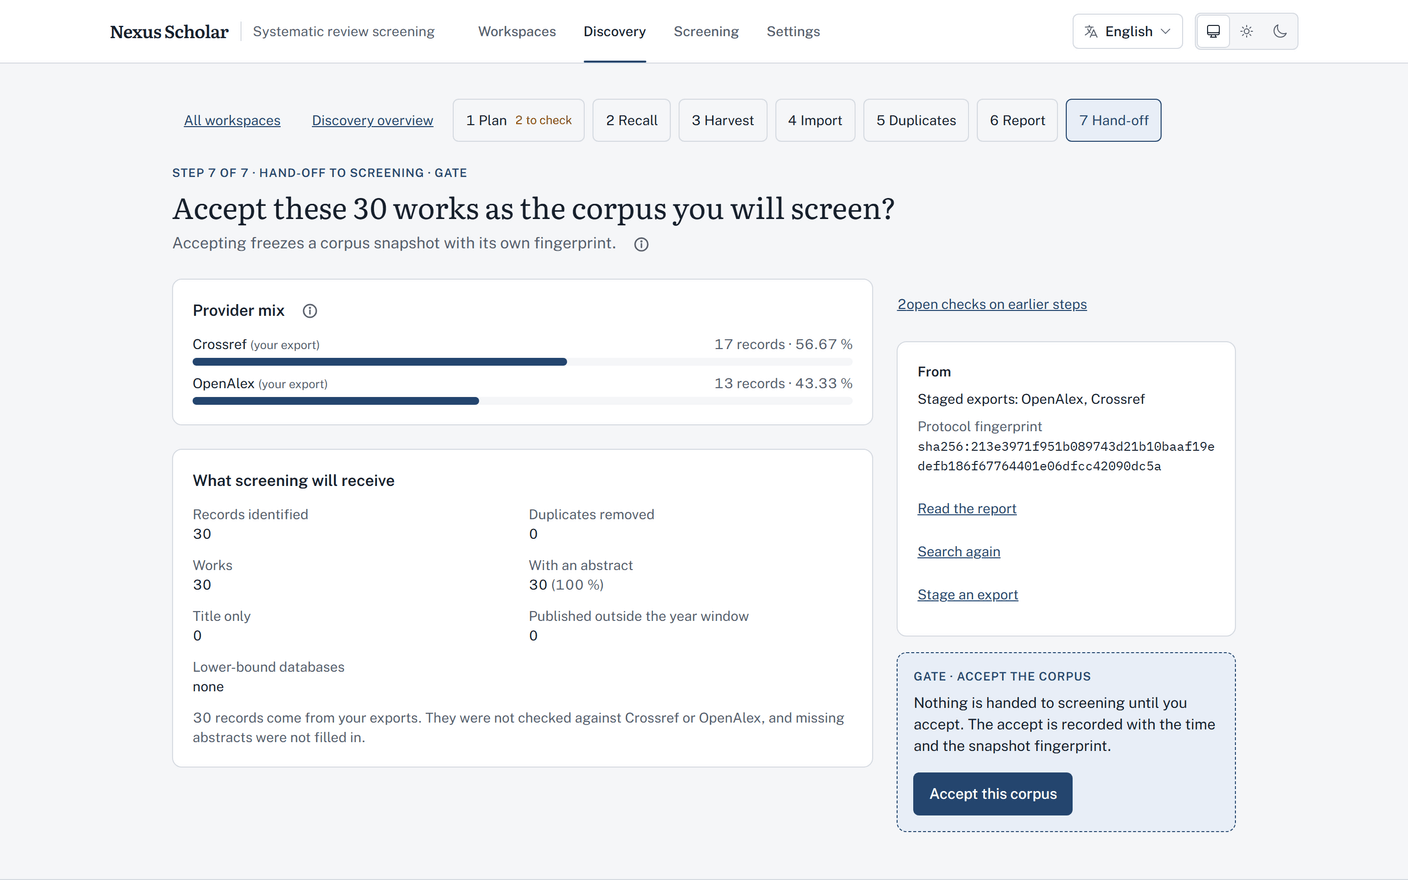 Nexus Scholar
Systematic review screening
Workspaces
Discovery
Screening
Settings
English
All workspaces
Discovery overview
1 Plan 2 to check
2 Recall
3 Harvest
4 Import
5 Duplicates
6 Report
7 Hand-off
STEP 7 OF 7 · HAND-OFF TO SCREENING · GATE
Accept these 30 works as the corpus you will screen?
Accepting freezes a corpus snapshot with its own fingerprint.
Provider mix
Crossref (your export) 17 records · 56.67 %
OpenAlex (your export) 13 records · 43.33 %
What screening will receive
Records identified
30
Duplicates removed
0
Works
30
With an abstract
30 (100 %)
Title only
0
Published outside the year window
0
Lower-bound databases
none
30 records come from your exports. They were not checked against Crossref or OpenAlex, and missing
abstracts were not filled in.
2open checks on earlier steps
From
Staged exports: OpenAlex, Crossref
Protocol fingerprint
sha256:213e3971f951b089743d21b10baaf19e
defb186f67764401e06dfcc42090dc5a
Read the report
Search again
Stage an export
GATE · ACCEPT THE CORPUS
Nothing is handed to screening until you
accept. The accept is recorded with the time
and the snapshot fingerprint.
Accept this corpus